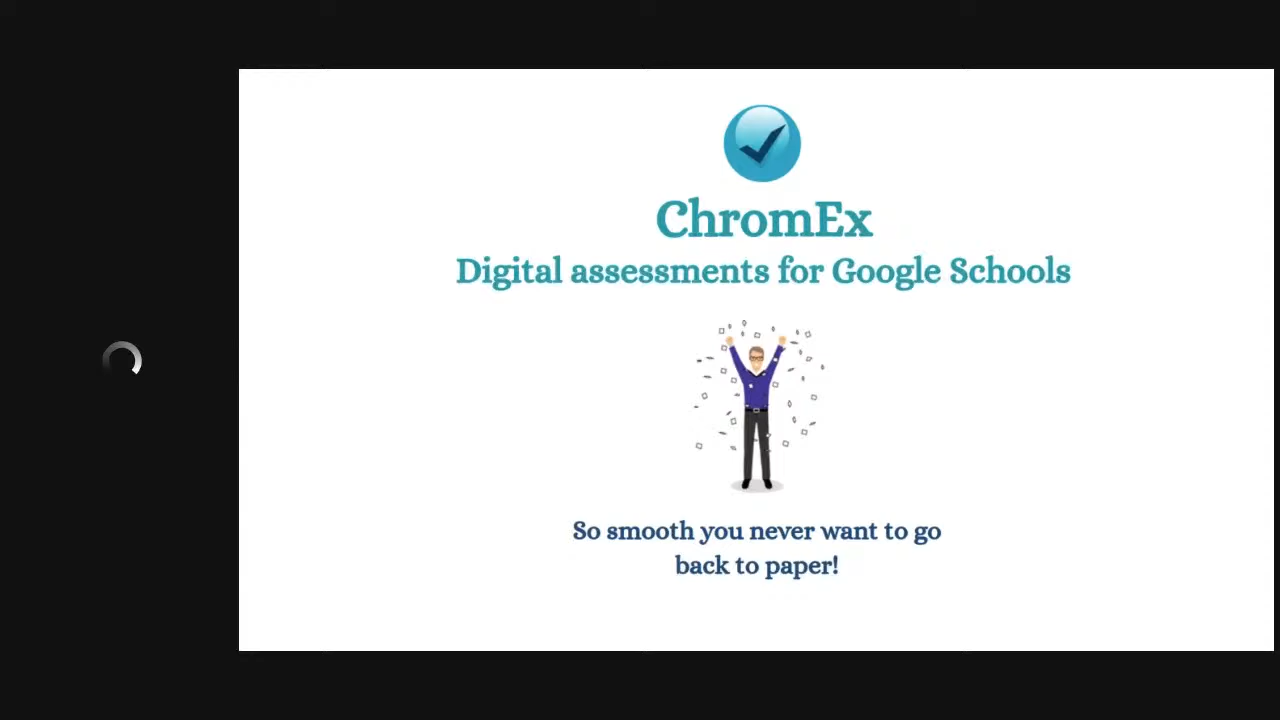 ChromEx
Digital assessments for Google Schools
So smooth you never want to go
back to paper!